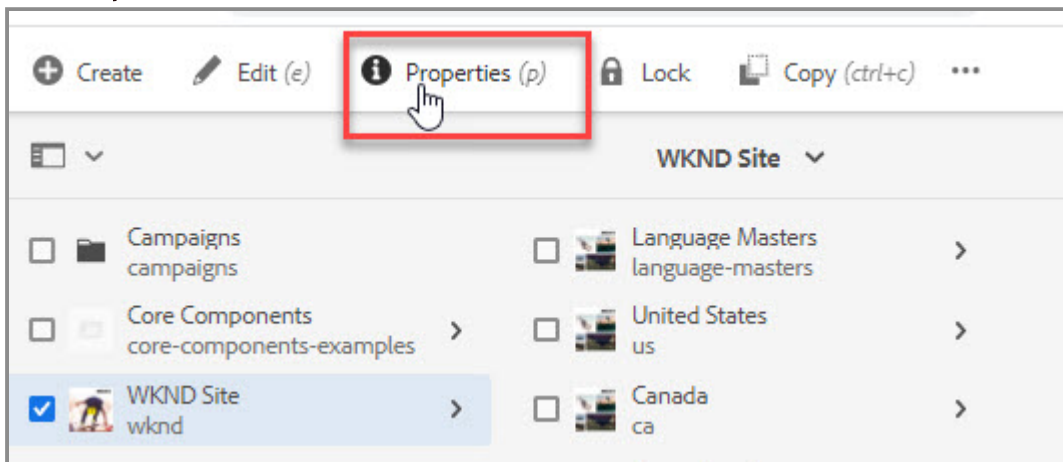 Create Edit (e) Properties (p) Lock Copy (ctrl+c) •••
WKND Site
Campaigns
campaigns
Core Components
core-components-examples
WKND Site
wknd
Language Masters
language-masters
United States
us
Canada
ca